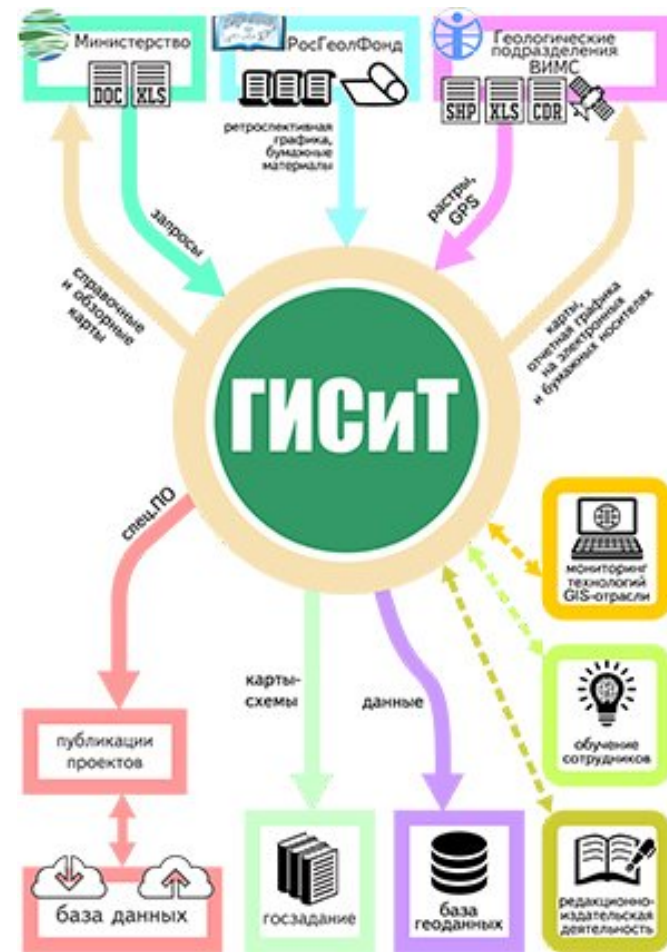 Министерство
DOC XLS
РосГеолФонд
ретроспективная
графика,
бумажные
материалы
Геологические
подразделения
ВИМС
SHP XLS CDR
запросы
справочные
и обзорные
карты
растры,
GPS
карты,
отчетная графика
на электронных
и бумажных носителях
ГИСиТ
спец.ПО
карты-
схемы
данные
мониторинг
технологий
GIS-отрасли
обучение
сотрудников
публикации
проектов
база данных
госзадание
база
геоданных
редакционно-
издательская
деятельность